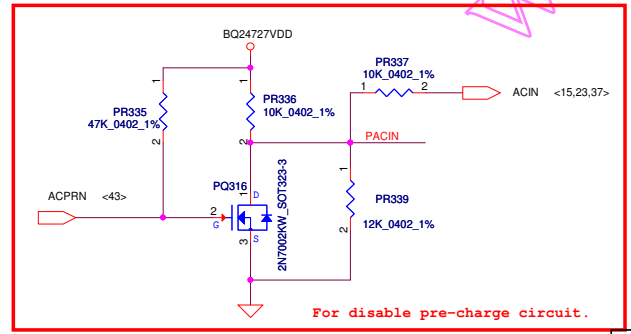 BQ24727VDD
PR337
10K_0402_1%
1 2
ACIN <15,23,37>
1
PR335
47K_0402_1%
2
1
PR336
10K_0402_1%
2
PACIN
ACPRN <43>
PQ316
2
G
1
D
3
S
2N7002KW_SOT323-3
1
PR339
12K_0402_1%
2
For disable pre-charge circuit.